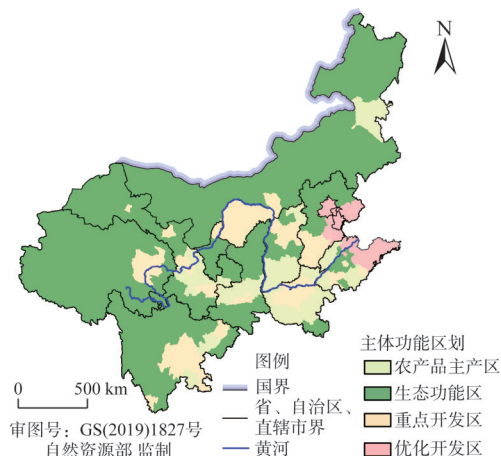 N
0 500 km
审图号：GS(2019)1827号
自然资源部 监制
图例
国界
省、自治区、
直辖市界
黄河
主体功能区划
农产品主产区
生态功能区
重点开发区
优化开发区